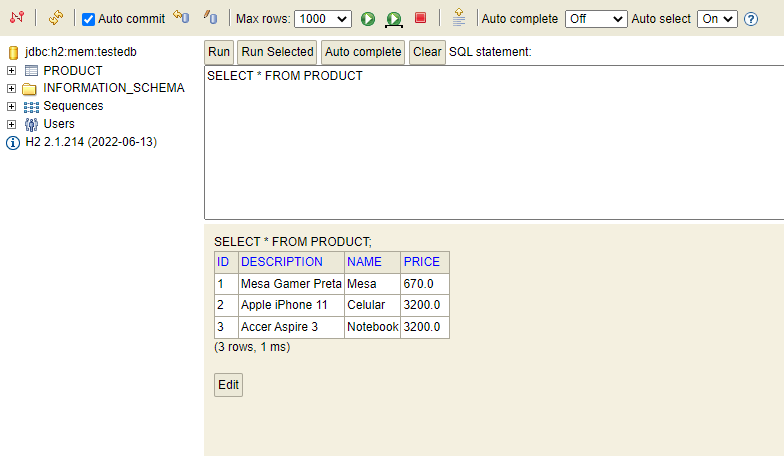 Auto commit Max rows: 1000 Auto complete Off Auto select On ?
jdbc:h2:mem:testedb
PRODUCT
INFORMATION_SCHEMA
Sequences
Users
H2 2.1.214 (2022-06-13)
Run Run Selected Auto complete Clear SQL statement:
SELECT * FROM PRODUCT
SELECT * FROM PRODUCT;
ID DESCRIPTION NAME PRICE
1 Mesa Gamer Preta Mesa 670.0
2 Apple iPhone 11 Celular 3200.0
3 Accer Aspire 3 Notebook 3200.0
(3 rows, 1 ms)
Edit